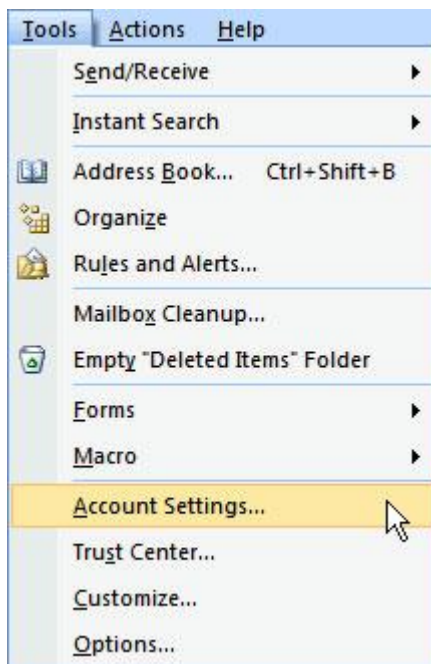 Tools Actions Help
Send/Receive
Instant Search
Address Book... Ctrl+Shift+B
Organize
Rules and Alerts...
Mailbox Cleanup...
Empty "Deleted Items" Folder
Forms
Macro
Account Settings...
Trust Center...
Customize...
Options...